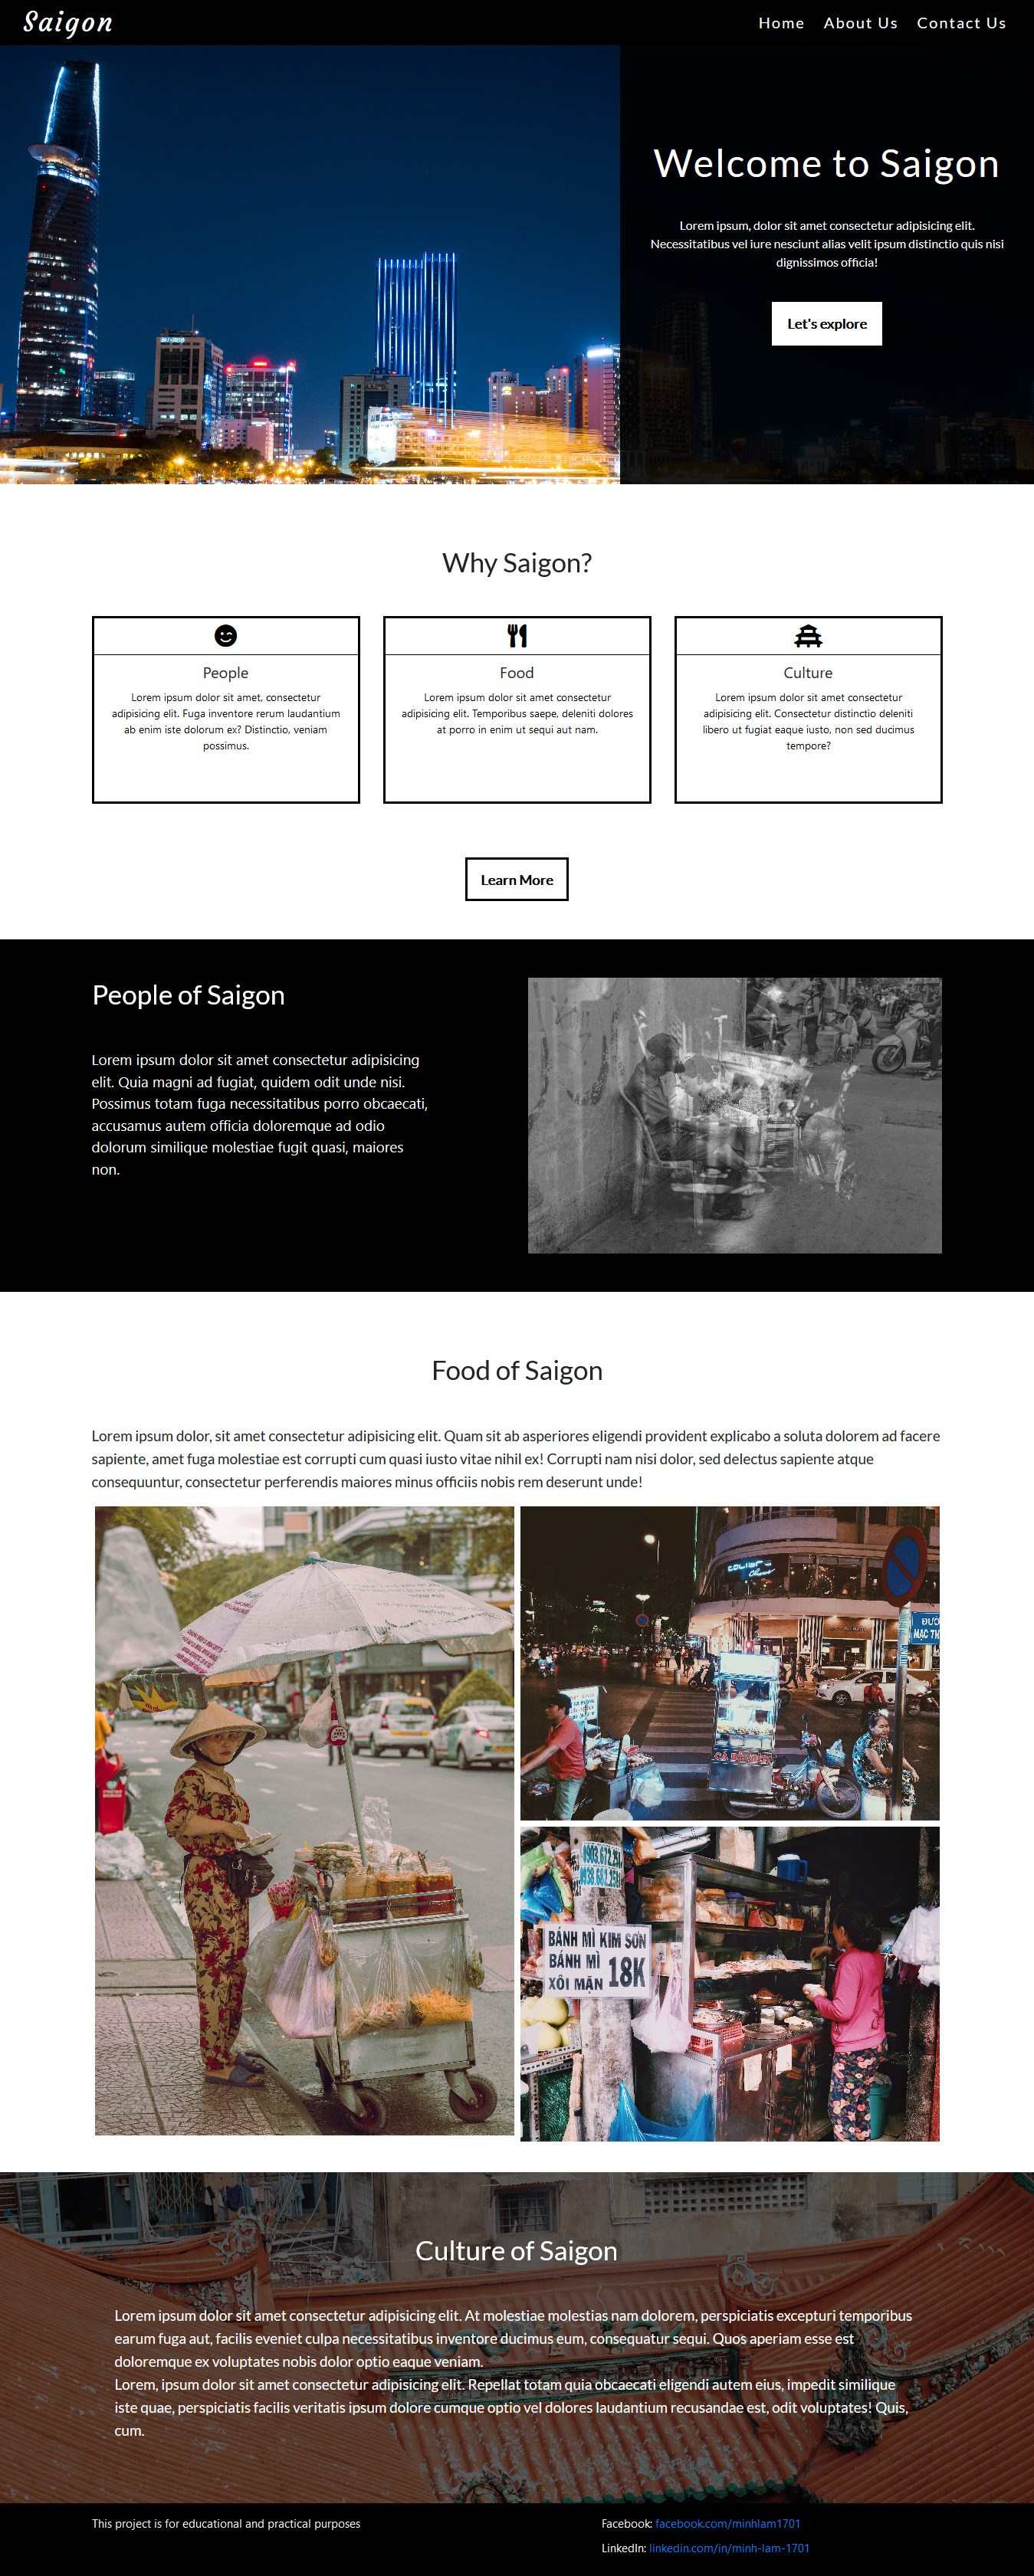 Saigon
Home About Us Contact Us
Welcome to Saigon
Lorem ipsum, dolor sit amet consectetur adipisicing elit.
Necessitatibus vel iure nesciunt alias velit ipsum distinctio quis nisi
dignissimos officia!
Let's explore
Why Saigon?
People
Lorem ipsum dolor sit amet, consectetur
adipisicing elit. Fuga inventore rerum laudantium
ab enim iste dolorum ex? Distinctio, veniam
possimus.
Food
Lorem ipsum dolor sit amet consectetur
adipisicing elit. Temporibus saepe, deleniti dolores
at porro in enim ut sequi aut nam.
Culture
Lorem ipsum dolor sit amet consectetur
adipisicing elit. Consectetur distinctio deleniti
libero ut fugiat eaque iusto, non sed ducimus
tempore?
Learn More
People of Saigon
Lorem ipsum dolor sit amet consectetur adipisicing
elit. Quia magni ad fugiat, quidem odit unde nisi.
Possimus totam fuga necessitatibus porro obcaecati,
accusamus autem officia doloremque ad odio
dolorum similique molestiae fugit quasi, maiores
non.
Food of Saigon
Lorem ipsum dolor, sit amet consectetur adipisicing elit. Quam sit ab asperiores eligendi provident explicabo a soluta dolorem ad facere
sapiente, amet fuga molestiae est corrupti cum quasi iusto vitae nihil ex! Corrupti nam nisi dolor, sed delectus sapiente atque
consequuntur, consectetur perferendis maiores minus officiis nobis rem deserunt unde!
BÁNH MÌ KIM SƠN
BÁNH MÌ
XÔI MẶN 18K
Culture of Saigon
Lorem ipsum dolor sit amet consectetur adipisicing elit. At molestiae molestias nam dolorem, perspiciatis excepturi temporibus
earum fuga aut, facilis eveniet culpa necessitatibus inventore ducimus eum, consequatur sequi. Quos aperiam esse est
doloremque ex voluptates nobis dolor optio eaque veniam.
Lorem, ipsum dolor sit amet consectetur adipisicing elit. Repellat totam quia obcaecati eligendi autem eius, impedit similique
iste quae, perspiciatis facilis veritatis ipsum dolore cumque optio vel dolores laudantium recusandae est, odit voluptates! Quis,
cum.
This project is for educational and practical purposes
Facebook: facebook.com/minhlam1701
LinkedIn: linkedin.com/in/minh-lam-1701